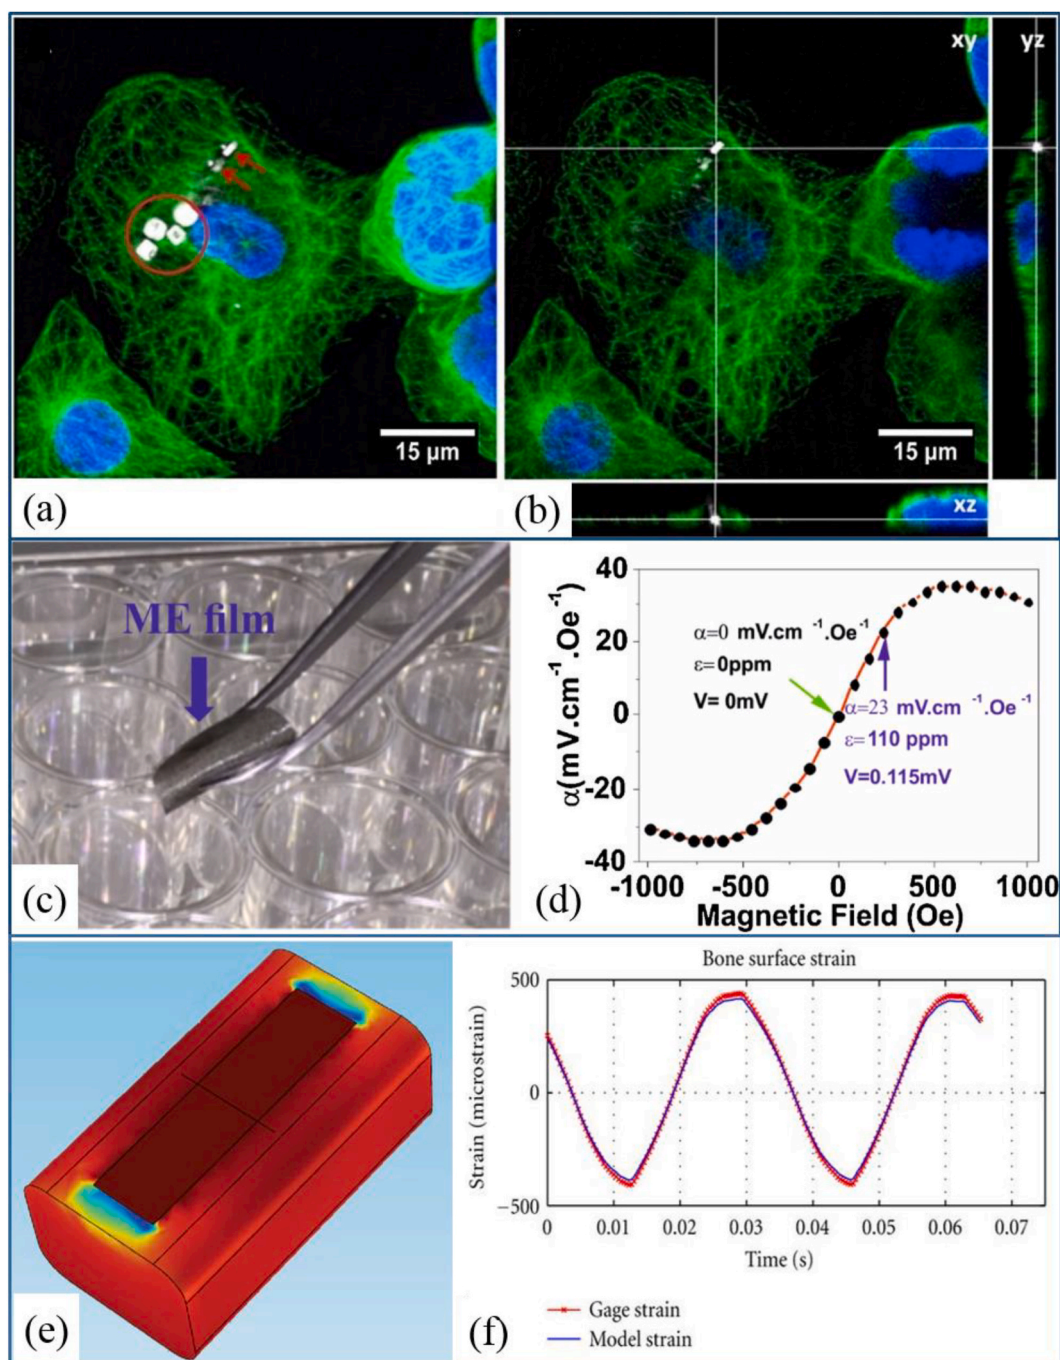 xy
yz
15 µm
15 µm
(a)
(b)
xz
ME film
(c)
40
20
0
-20
-40
α(mV.cm⁻¹.Oe⁻¹)
α=0 mV.cm ⁻¹.Oe⁻¹
ε=0ppm
V= 0mV
α=23 mV.cm ⁻¹.Oe⁻¹
ε=110 ppm
V=0.115mV
-1000 -500 0 500 1000
Magnetic Field (Oe)
(d)
(e)
Bone surface strain
500
0
−500
Strain (microstrain)
0 0.01 0.02 0.03 0.04 0.05 0.06 0.07
Time (s)
Gage strain
Model strain
(f)